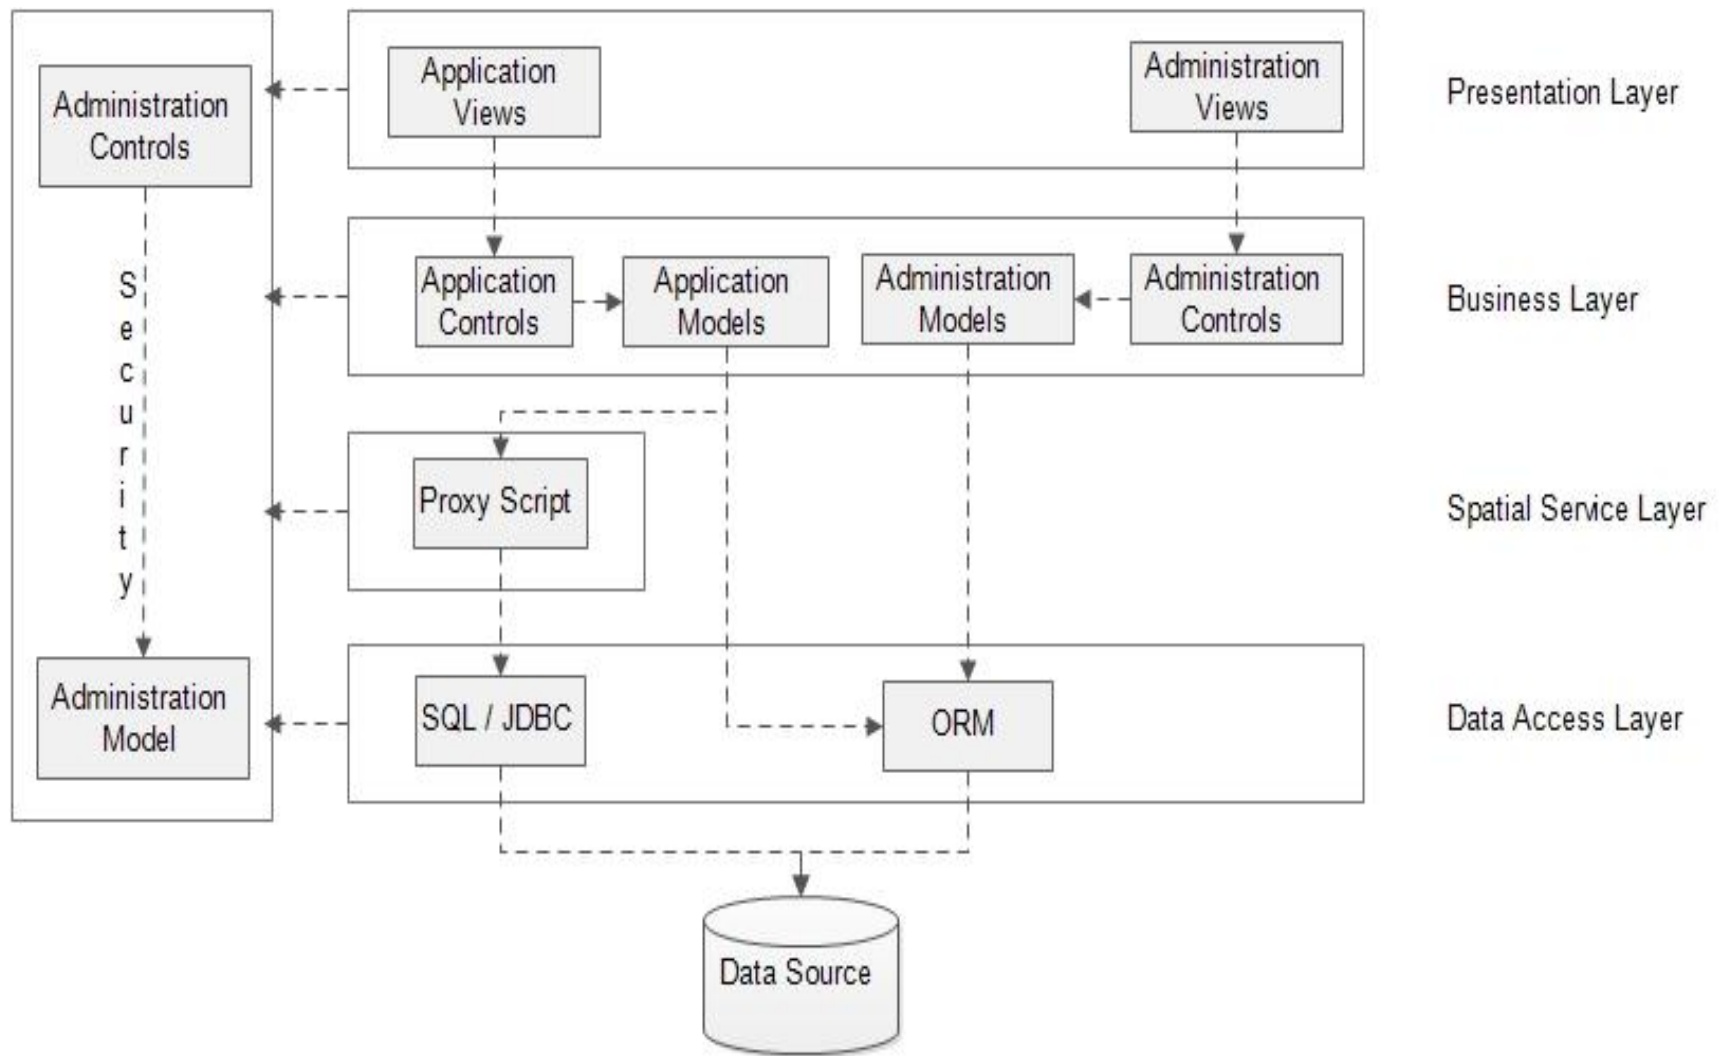 Application
Views
Administration
Views
Presentation Layer
Administration
Controls
Security
Application
Controls
Application
Models
Administration
Models
Administration
Controls
Business Layer
Proxy Script
Spatial Service Layer
Administration
Model
SQL / JDBC
ORM
Data Access Layer
Data Source